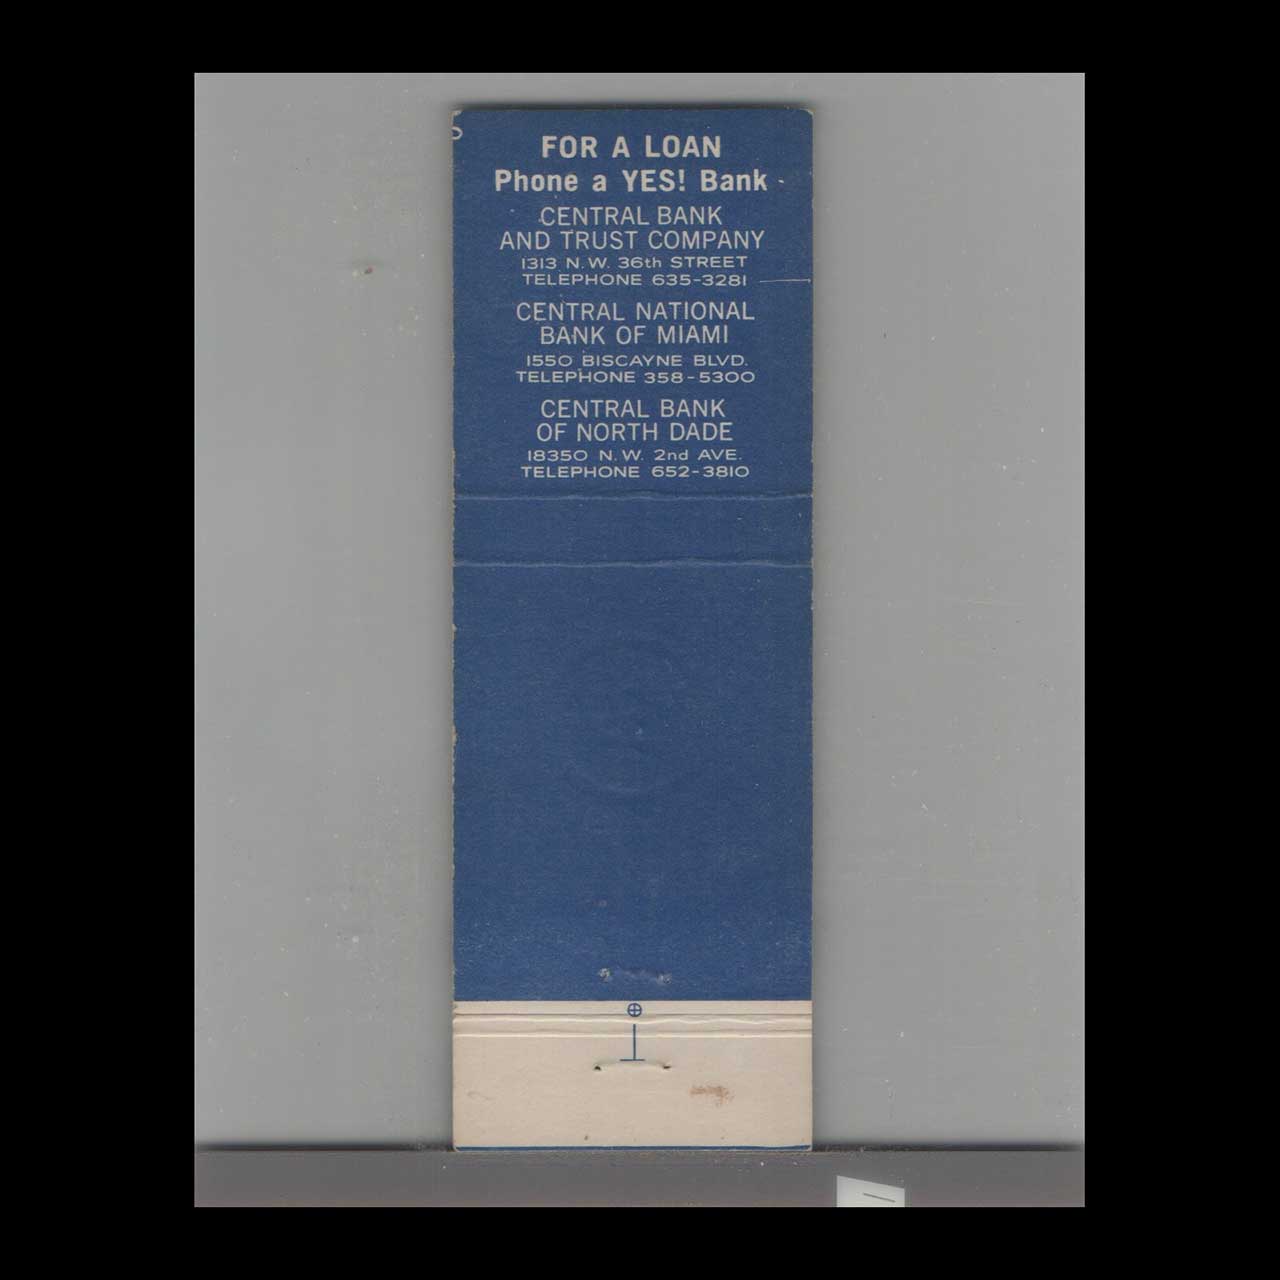 FOR A LOAN
Phone a YES! Bank
CENTRAL BANK
AND TRUST COMPANY
1313 N.W. 36th STREET
TELEPHONE 635-3281
CENTRAL NATIONAL
BANK OF MIAMI
1550 BISCAYNE BLVD.
TELEPHONE 358-5300
CENTRAL BANK
OF NORTH DADE
18350 N.W. 2nd AVE.
TELEPHONE 652-3810